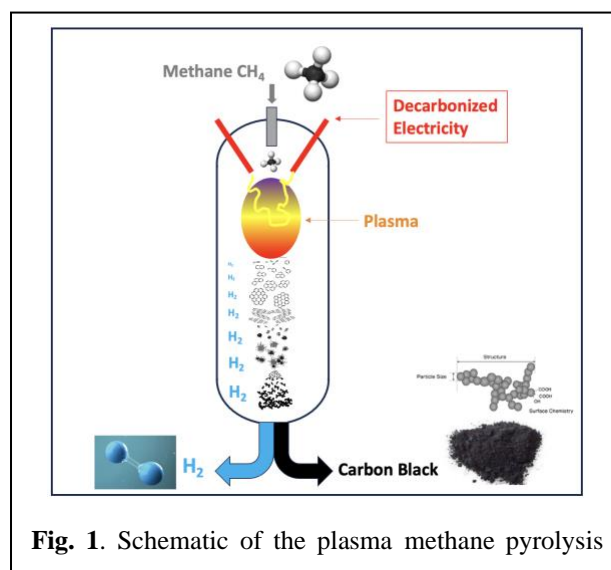 Methane CH₄
Decarbonized
Electricity
Plasma
H₂
H₂
H₂
H₂
H₂
H₂
H₂
Structure
Particle Size
COOH
COOH
OH
Surface Chemistry
H₂
Carbon Black
Fig. 1. Schematic of the plasma methane pyrolysis